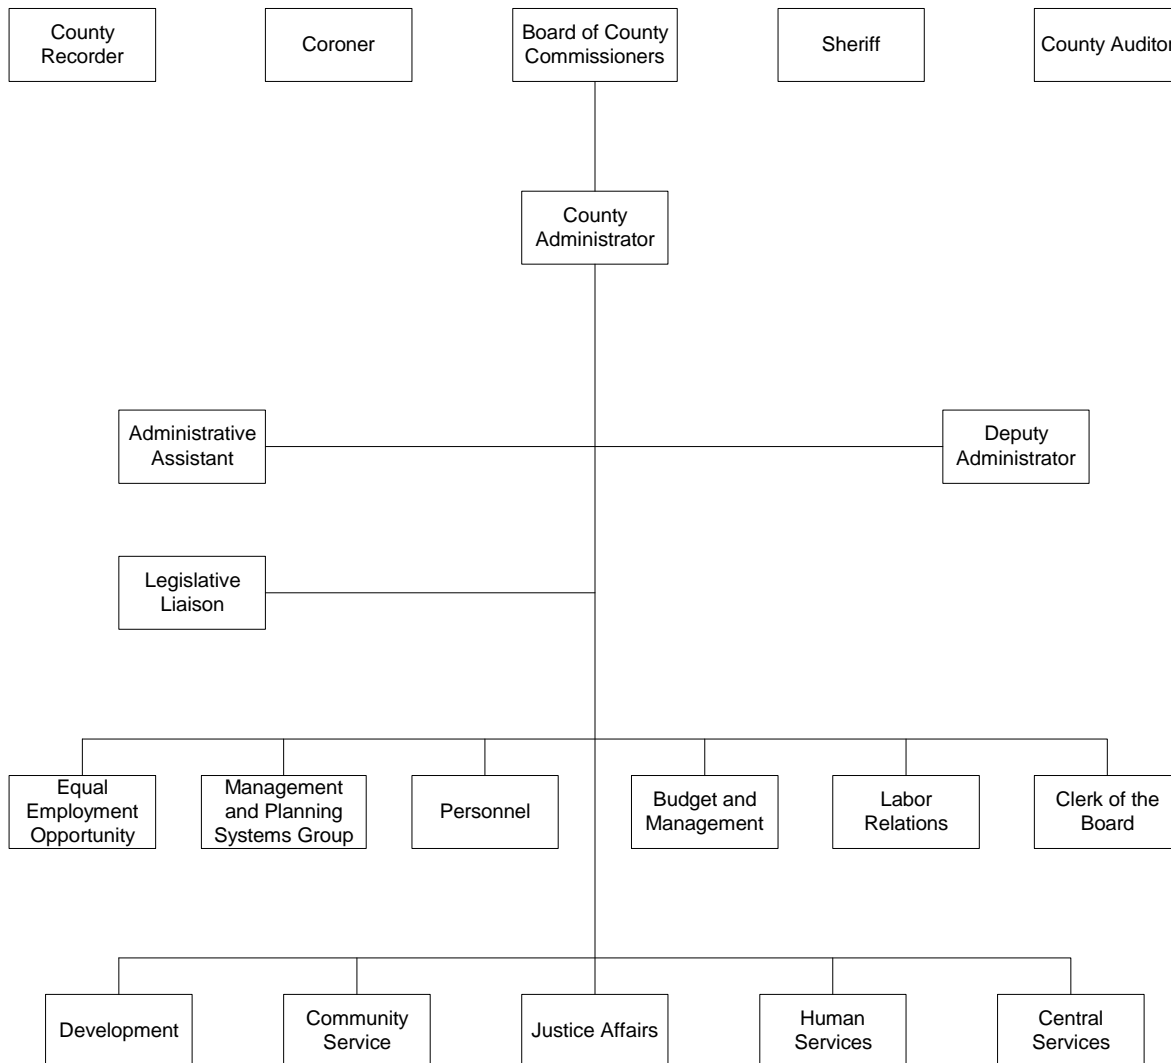 County
Recorder
Coroner
Board of County
Commissioners
Sheriff
County Auditor
County
Administrator
Administrative
Assistant
Deputy
Administrator
Legislative
Liaison
Equal
Employment
Opportunity
Management
and Planning
Systems Group
Personnel
Budget and
Management
Labor
Relations
Clerk of the
Board
Development
Community
Service
Justice Affairs
Human
Services
Central
Services